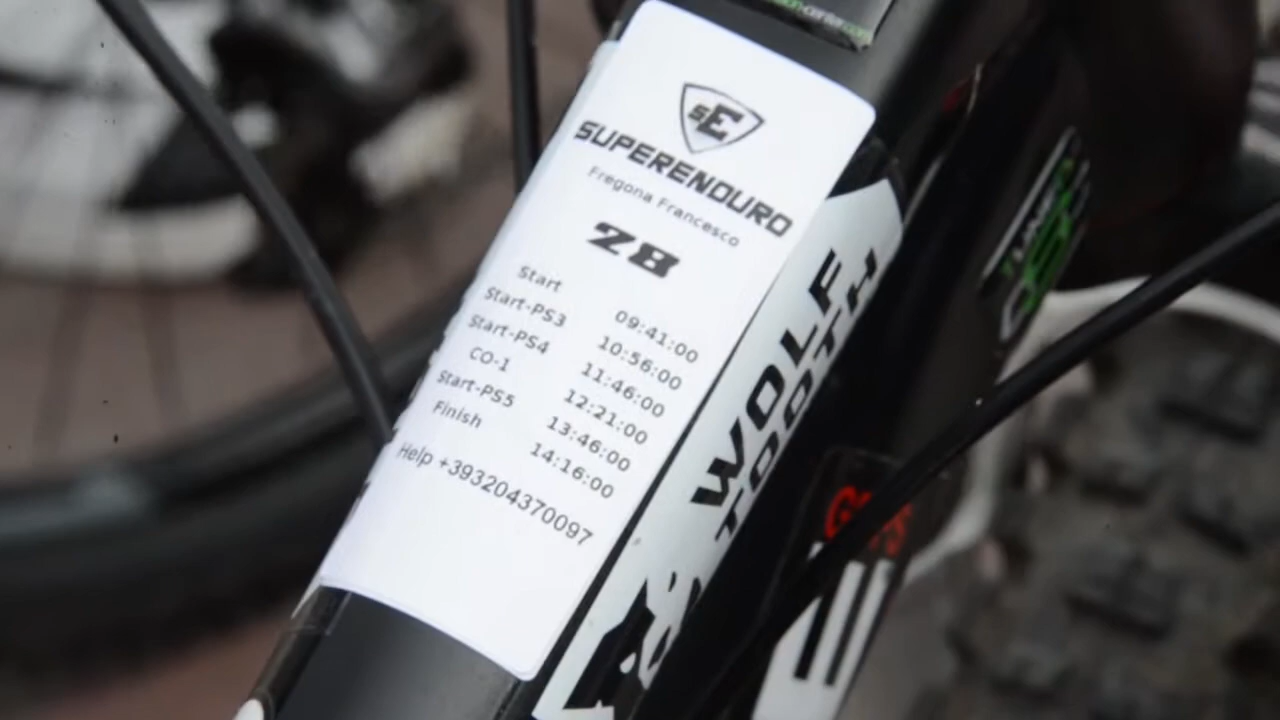 SE
SUPERENDURO
Fregona Francesco
28
Start 09:41:00
Start-PS3 10:56:00
Start-PS4 11:46:00
CO-1 12:21:00
Start-PS5 13:46:00
Finish 14:16:00
Help +393204370097
WOLF
TOOTH